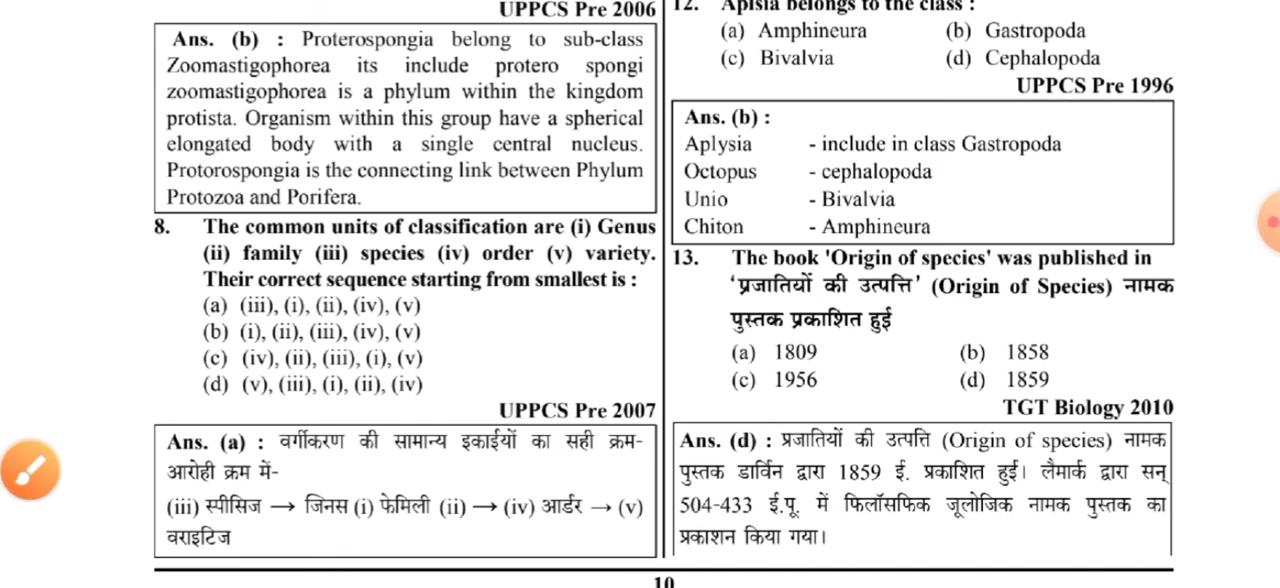 UPPCS Pre 2006
Ans. (b) : Proterospongia belong to sub-class
Zoomastigophorea its include protero spongi
zoomastigophorea is a phylum within the kingdom
protista. Organism within this group have a spherical
elongated body with a single central nucleus.
Protorospongia is the connecting link between Phylum
Protozoa and Porifera.
8. The common units of classification are (i) Genus
(ii) family (iii) species (iv) order (v) variety.
Their correct sequence starting from smallest is :
(a) (iii), (i), (ii), (iv), (v)
(b) (i), (ii), (iii), (iv), (v)
(c) (iv), (ii), (iii), (i), (v)
(d) (v), (iii), (i), (ii), (iv)
UPPCS Pre 2007
Ans. (a) : वर्गीकरण की सामान्य इकाईयों का सही क्रम-
आरोही क्रम में-
(iii) स्पीसिज → जिनस (i) फेमिली (ii) → (iv) आर्डर → (v)
वराइटिज
12. Aplsia belongs to the class :
(a) Amphineura (b) Gastropoda
(c) Bivalvia (d) Cephalopoda
UPPCS Pre 1996
Ans. (b) :
Aplysia - include in class Gastropoda
Octopus - cephalopoda
Unio - Bivalvia
Chiton - Amphineura
13. The book 'Origin of species' was published in
‘प्रजातियों की उत्पत्ति’ (Origin of Species) नामक
पुस्तक प्रकाशित हुई
(a) 1809 (b) 1858
(c) 1956 (d) 1859
TGT Biology 2010
Ans. (d) : प्रजातियों की उत्पत्ति (Origin of species) नामक
पुस्तक डार्विन द्वारा 1859 ई. प्रकाशित हुई। लैमार्क द्वारा सन्
504-433 ई.पू. में फिलॉसफिक जूलोजिक नामक पुस्तक का
प्रकाशन किया गया।
10